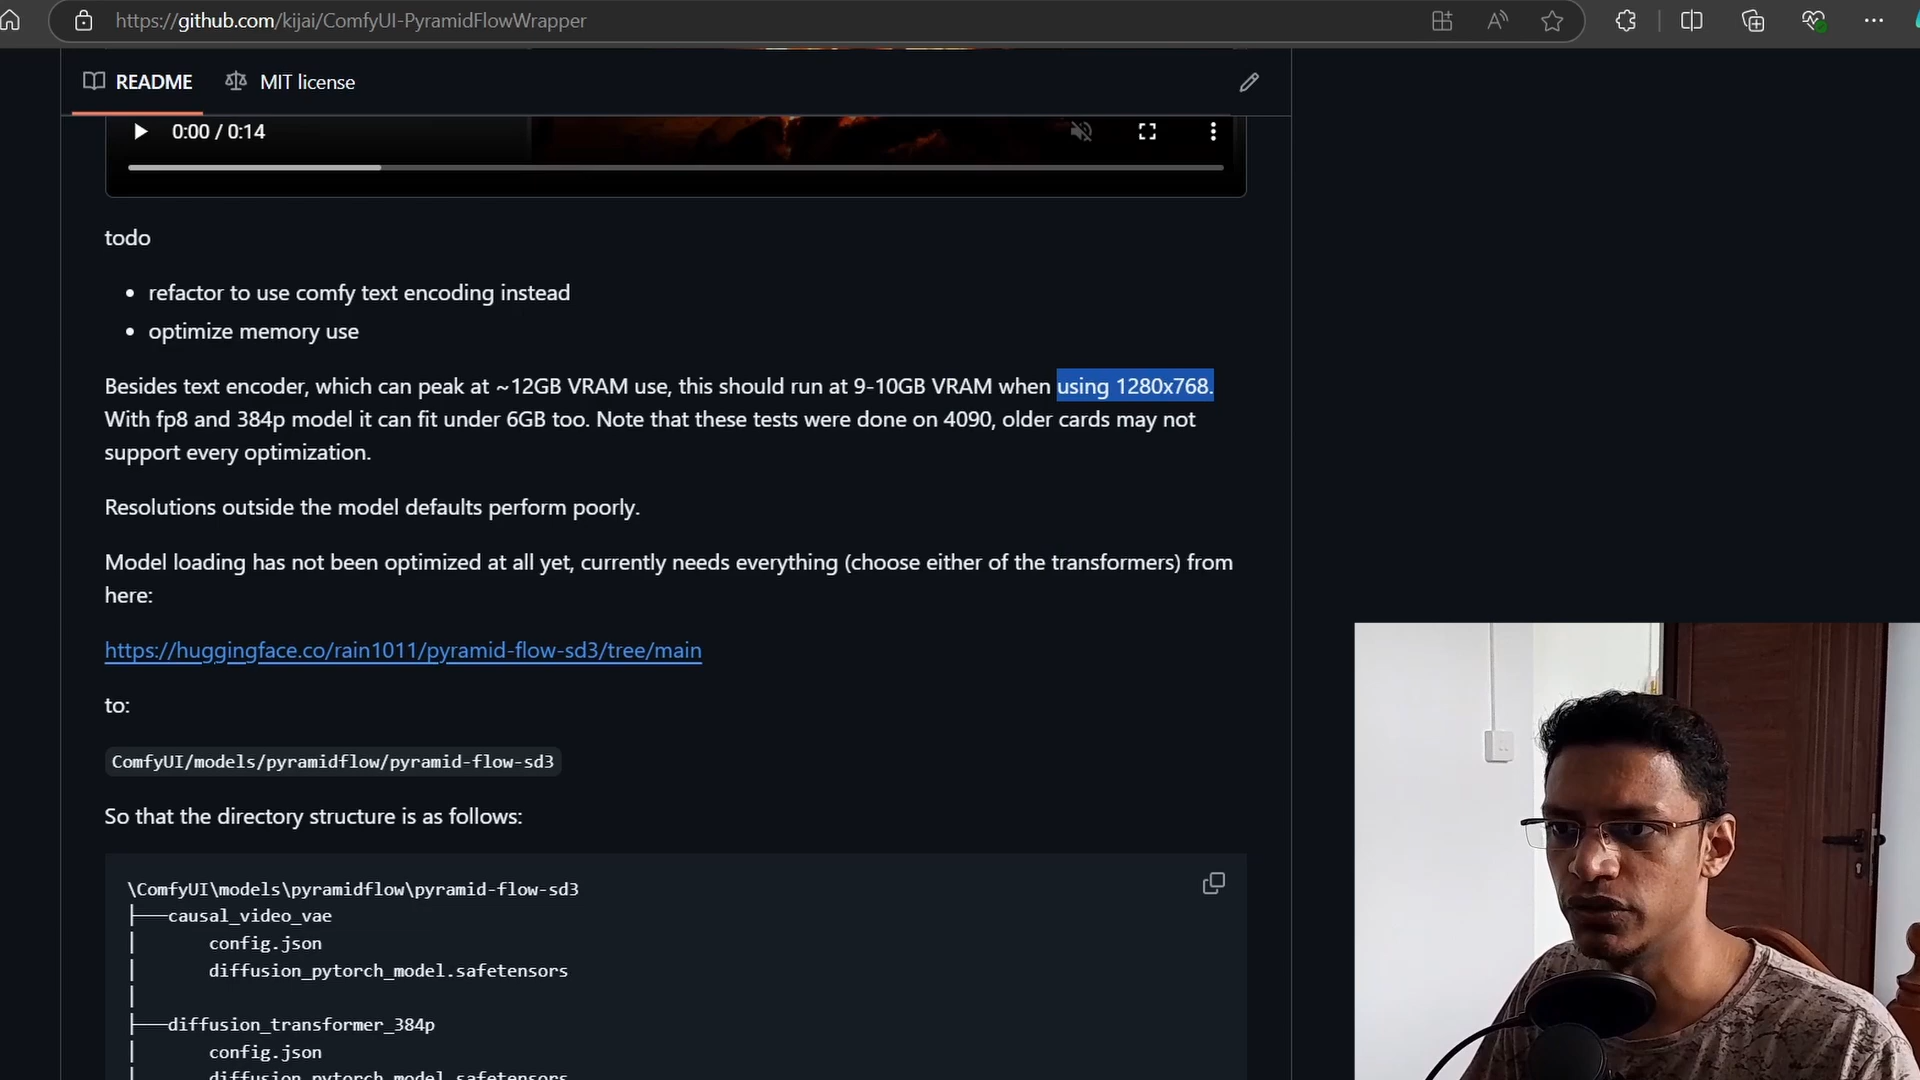 https://github.com/kijai/ComfyUI-PyramidFlowWrapper
README
MIT license
0:00 / 0:14
todo
• refactor to use comfy text encoding instead
• optimize memory use
Besides text encoder, which can peak at ~12GB VRAM use, this should run at 9-10GB VRAM when using 1280x768.
With fp8 and 384p model it can fit under 6GB too. Note that these tests were done on 4090, older cards may not
support every optimization.
Resolutions outside the model defaults perform poorly.
Model loading has not been optimized at all yet, currently needs everything (choose either of the transformers) from
here:
https://huggingface.co/rain1011/pyramid-flow-sd3/tree/main
to:
ComfyUI/models/pyramidflow/pyramid-flow-sd3
So that the directory structure is as follows:
\ComfyUI\models\pyramidflow\pyramid-flow-sd3
├───causal_video_vae
│ config.json
│ diffusion_pytorch_model.safetensors
│
├───diffusion_transformer_384p
│ config.json
│ diffusion_pytorch_model.safetensors